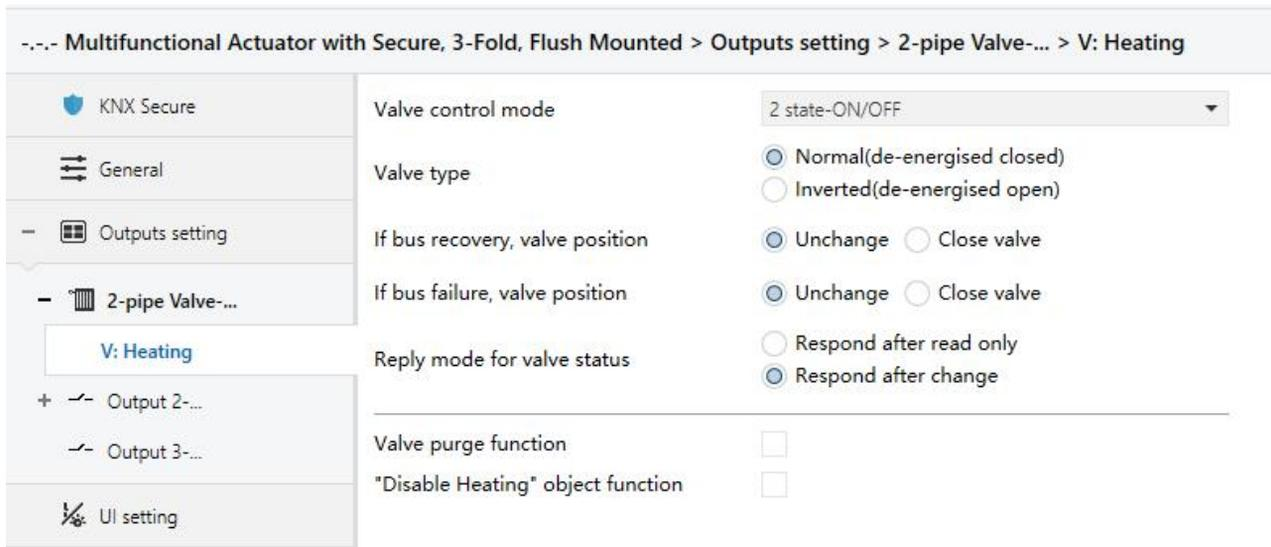 -.-.- Multifunctional Actuator with Secure, 3-Fold, Flush Mounted > Outputs setting > 2-pipe Valve-... > V: Heating
KNX Secure
General
Outputs setting
2-pipe Valve-...
V: Heating
Output 2-...
Output 3-...
UI setting
Valve control mode
2 state-ON/OFF
Valve type
Normal(de-energised closed)
Inverted(de-energised open)
If bus recovery, valve position
Unchange Close valve
If bus failure, valve position
Unchange Close valve
Reply mode for valve status
Respond after read only
Respond after change
Valve purge function
"Disable Heating" object function